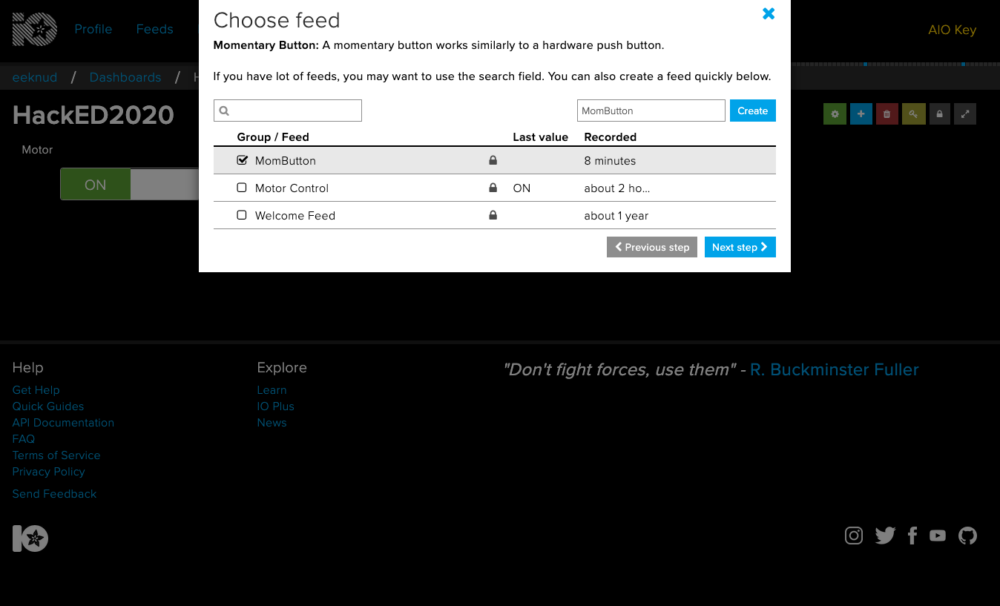 Choose feed
Profile Feeds
AIO Key
Momentary Button: A momentary button works similarly to a hardware push button.
eeknud / Dashboards / H
If you have lot of feeds, you may want to use the search field. You can also create a feed quickly below.
HackED2020
MomButton Create
Group / Feed Last value Recorded
Motor
MomButton 8 minutes
ON
Motor Control ON about 2 ho...
Welcome Feed about 1 year
Previous step Next step
Help
Get Help
Quick Guides
API Documentation
FAQ
Terms of Service
Privacy Policy
Send Feedback
Explore
Learn
IO Plus
News
"Don't fight forces, use them" - R. Buckminster Fuller